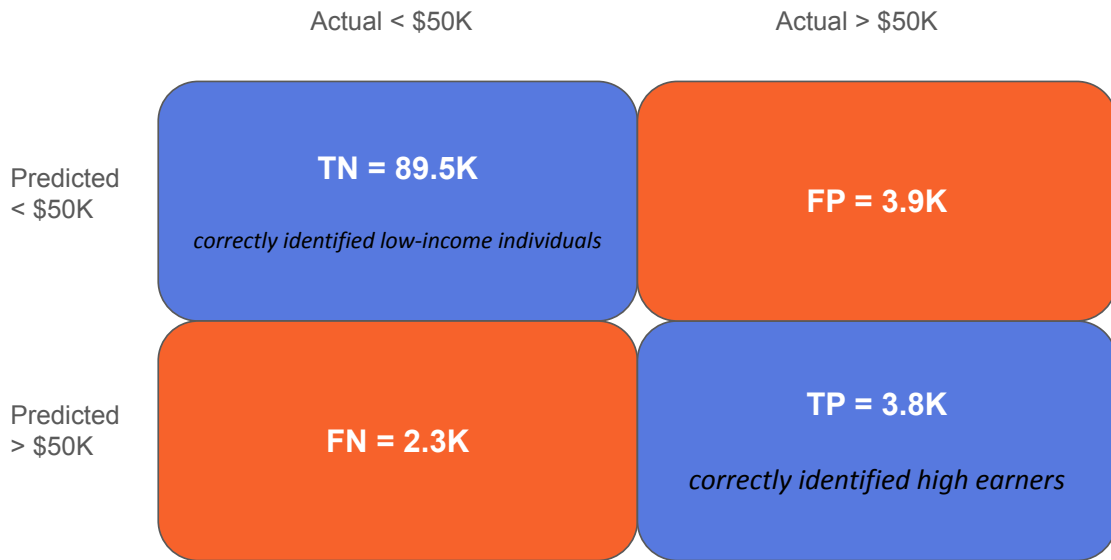 Actual < $50K
Actual > $50K
Predicted
< $50K
TN = 89.5K
correctly identified low-income individuals
FP = 3.9K
Predicted
> $50K
FN = 2.3K
TP = 3.8K
correctly identified high earners